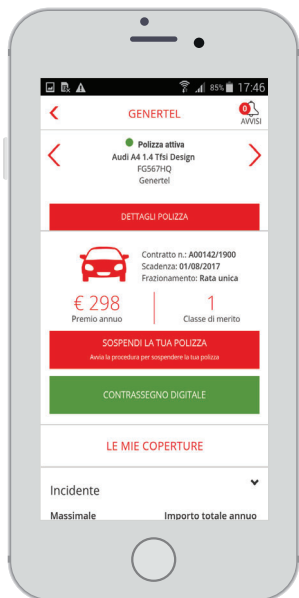 85% 17:46
GENERTEL
0
AVVISI
Polizza attiva
Audi A4 1.4 Tfsi Design
FG567HQ
Genertel
DETTAGLI POLIZZA
Contratto n.: A00142/1900
Scadenza: 01/08/2017
Frazionamento: Rata unica
€ 298
Premio annuo
1
Classe di merito
SOSPENDI LA TUA POLIZZA
Avvia la procedura per sospendere la tua polizza
CONTRASSEGNO DIGITALE
LE MIE COPERTURE
Incidente
Massimale Importo totale annuo